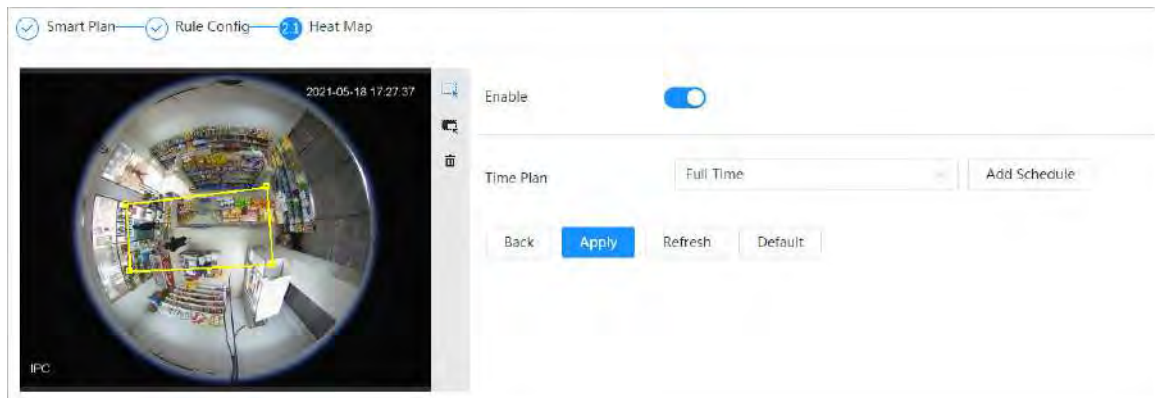 Smart Plan Rule Config 2.1 Heat Map
2021-05-18 17:27:37
Enable
Time Plan Full Time Add Schedule
Back Apply Refresh Default
IPC